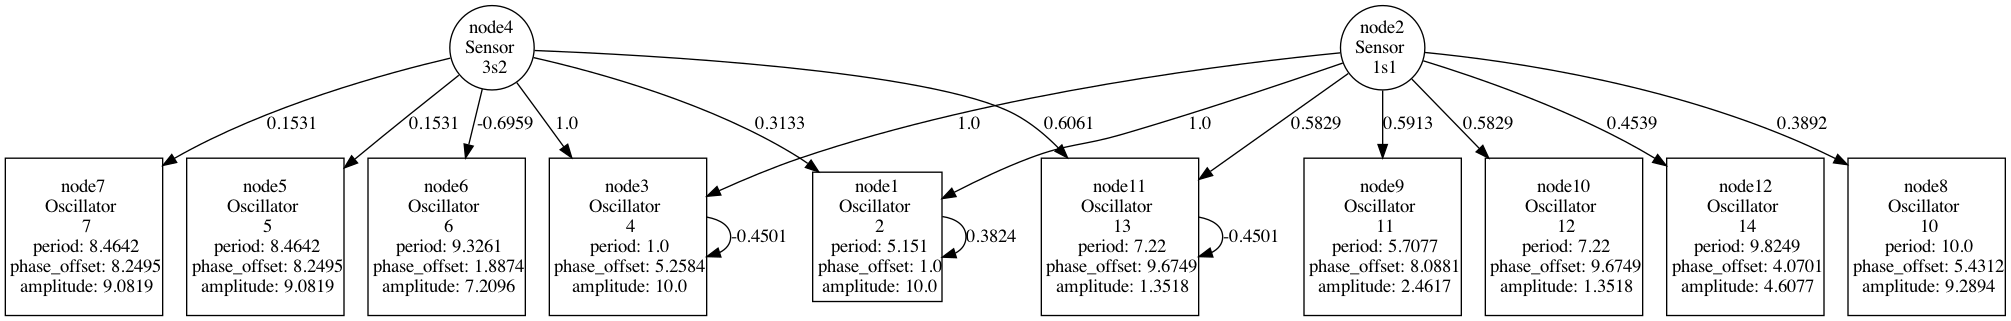 node4
Sensor
3s2
node2
Sensor
1s1
0.1531
0.1531
-0.6959
1.0
0.3133
0.6061
1.0
1.0
0.5829
0.5913
0.5829
0.4539
0.3892
node7
Oscillator
7
period: 8.4642
phase_offset: 8.2495
amplitude: 9.0819
node5
Oscillator
5
period: 8.4642
phase_offset: 8.2495
amplitude: 9.0819
node6
Oscillator
6
period: 9.3261
phase_offset: 1.8874
amplitude: 7.2096
node3
Oscillator
4
period: 1.0
phase_offset: 5.2584
amplitude: 10.0
-0.4501
node1
Oscillator
2
period: 5.151
phase_offset: 1.0
amplitude: 10.0
0.3824
node11
Oscillator
13
period: 7.22
phase_offset: 9.6749
amplitude: 1.3518
-0.4501
node9
Oscillator
11
period: 5.7077
phase_offset: 8.0881
amplitude: 2.4617
node10
Oscillator
12
period: 7.22
phase_offset: 9.6749
amplitude: 1.3518
node12
Oscillator
14
period: 9.8249
phase_offset: 4.0701
amplitude: 4.6077
node8
Oscillator
10
period: 10.0
phase_offset: 5.4312
amplitude: 9.2894